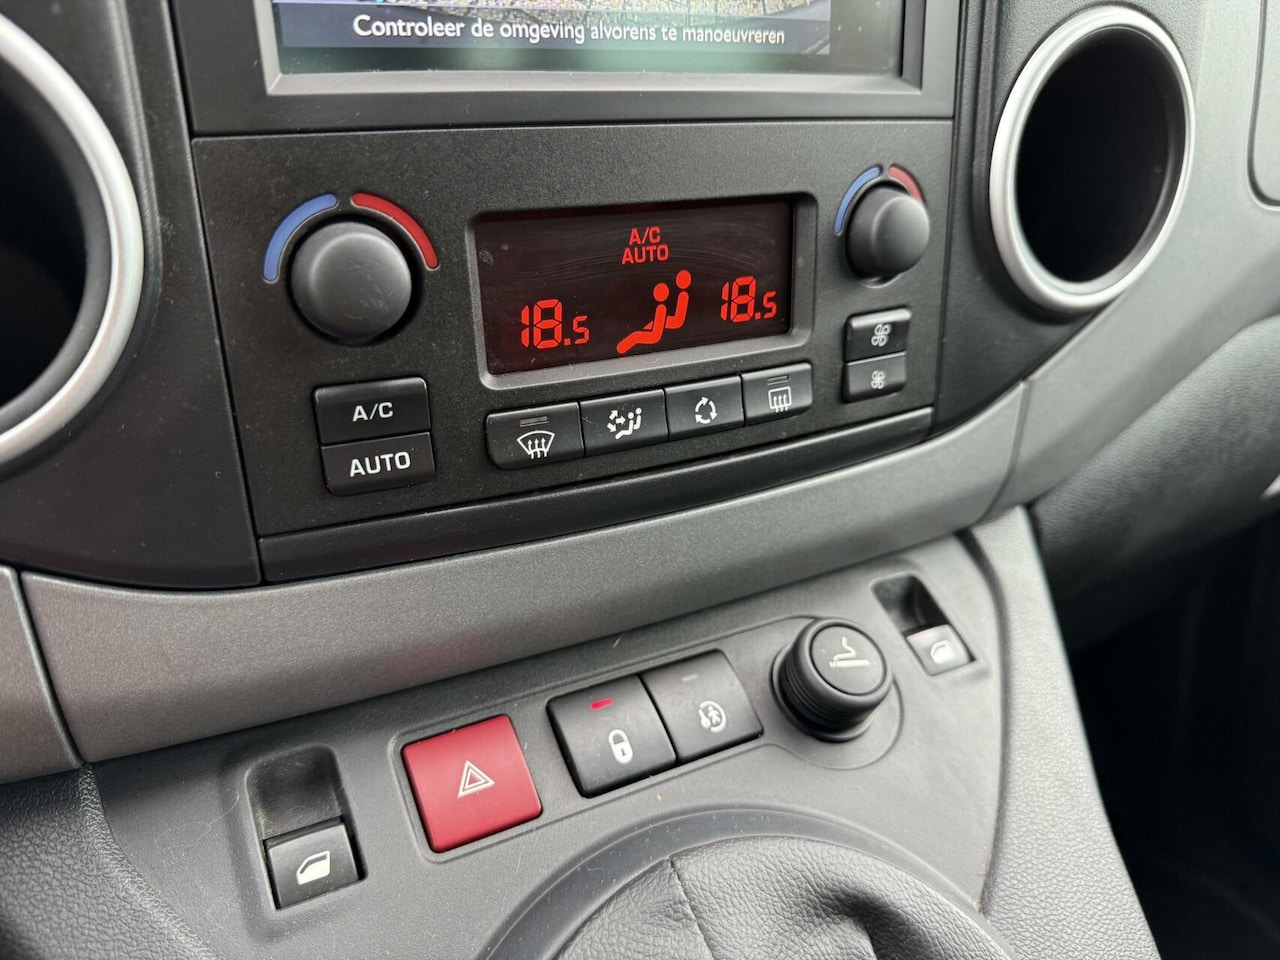 Controleer de omgeving alvorens te manoeuvreren
A/C
AUTO
18.5
18.5
A/C
AUTO